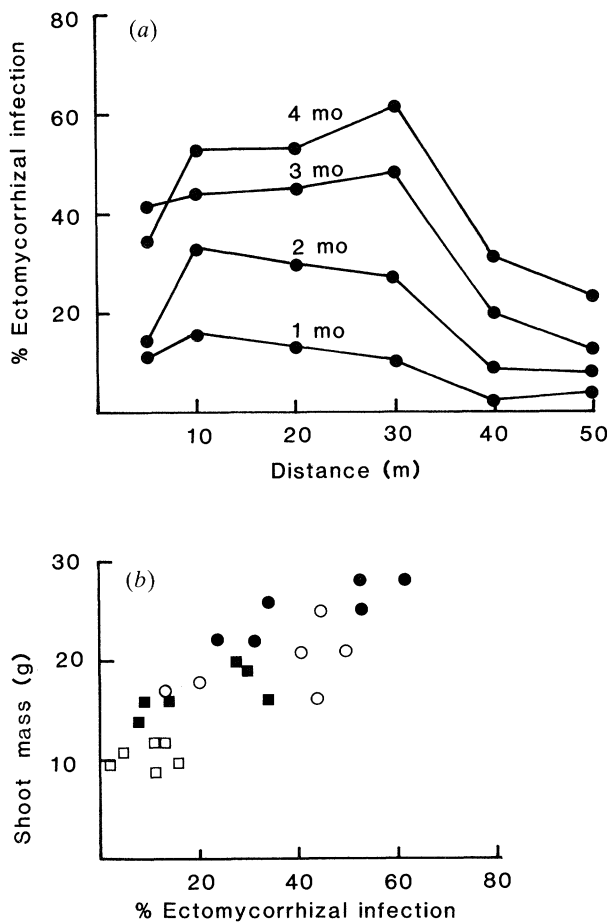 (a)
% Ectomycorrhizal infection
80
60
40
20
4 mo
3 mo
2 mo
1 mo
10 20 30 40 50
Distance (m)
(b)
Shoot mass (g)
30
20
10
20 40 60 80
% Ectomycorrhizal infection